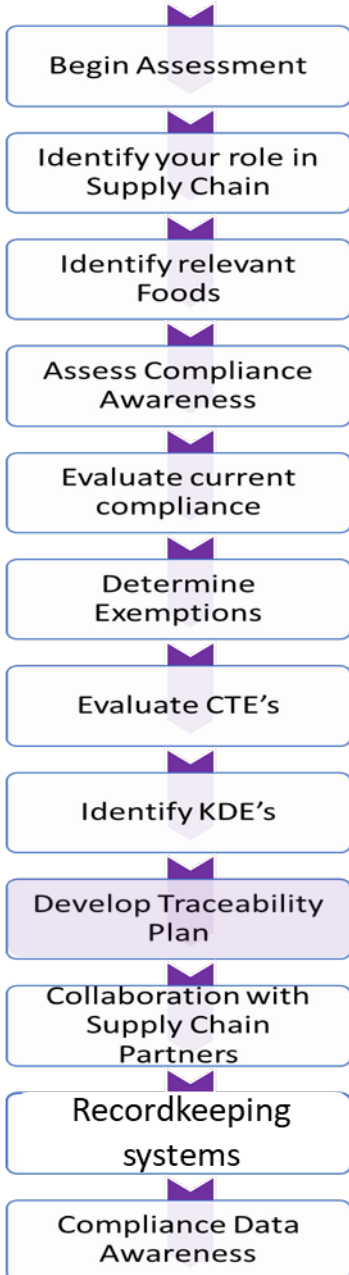 Begin Assessment
Identify your role in
Supply Chain
Identify relevant
Foods
Assess Compliance
Awareness
Evaluate current
compliance
Determine
Exemptions
Evaluate CTE's
Identify KDE's
Develop Traceability
Plan
Collaboration with
Supply Chain
Partners
Recordkeeping
systems
Compliance Data
Awareness